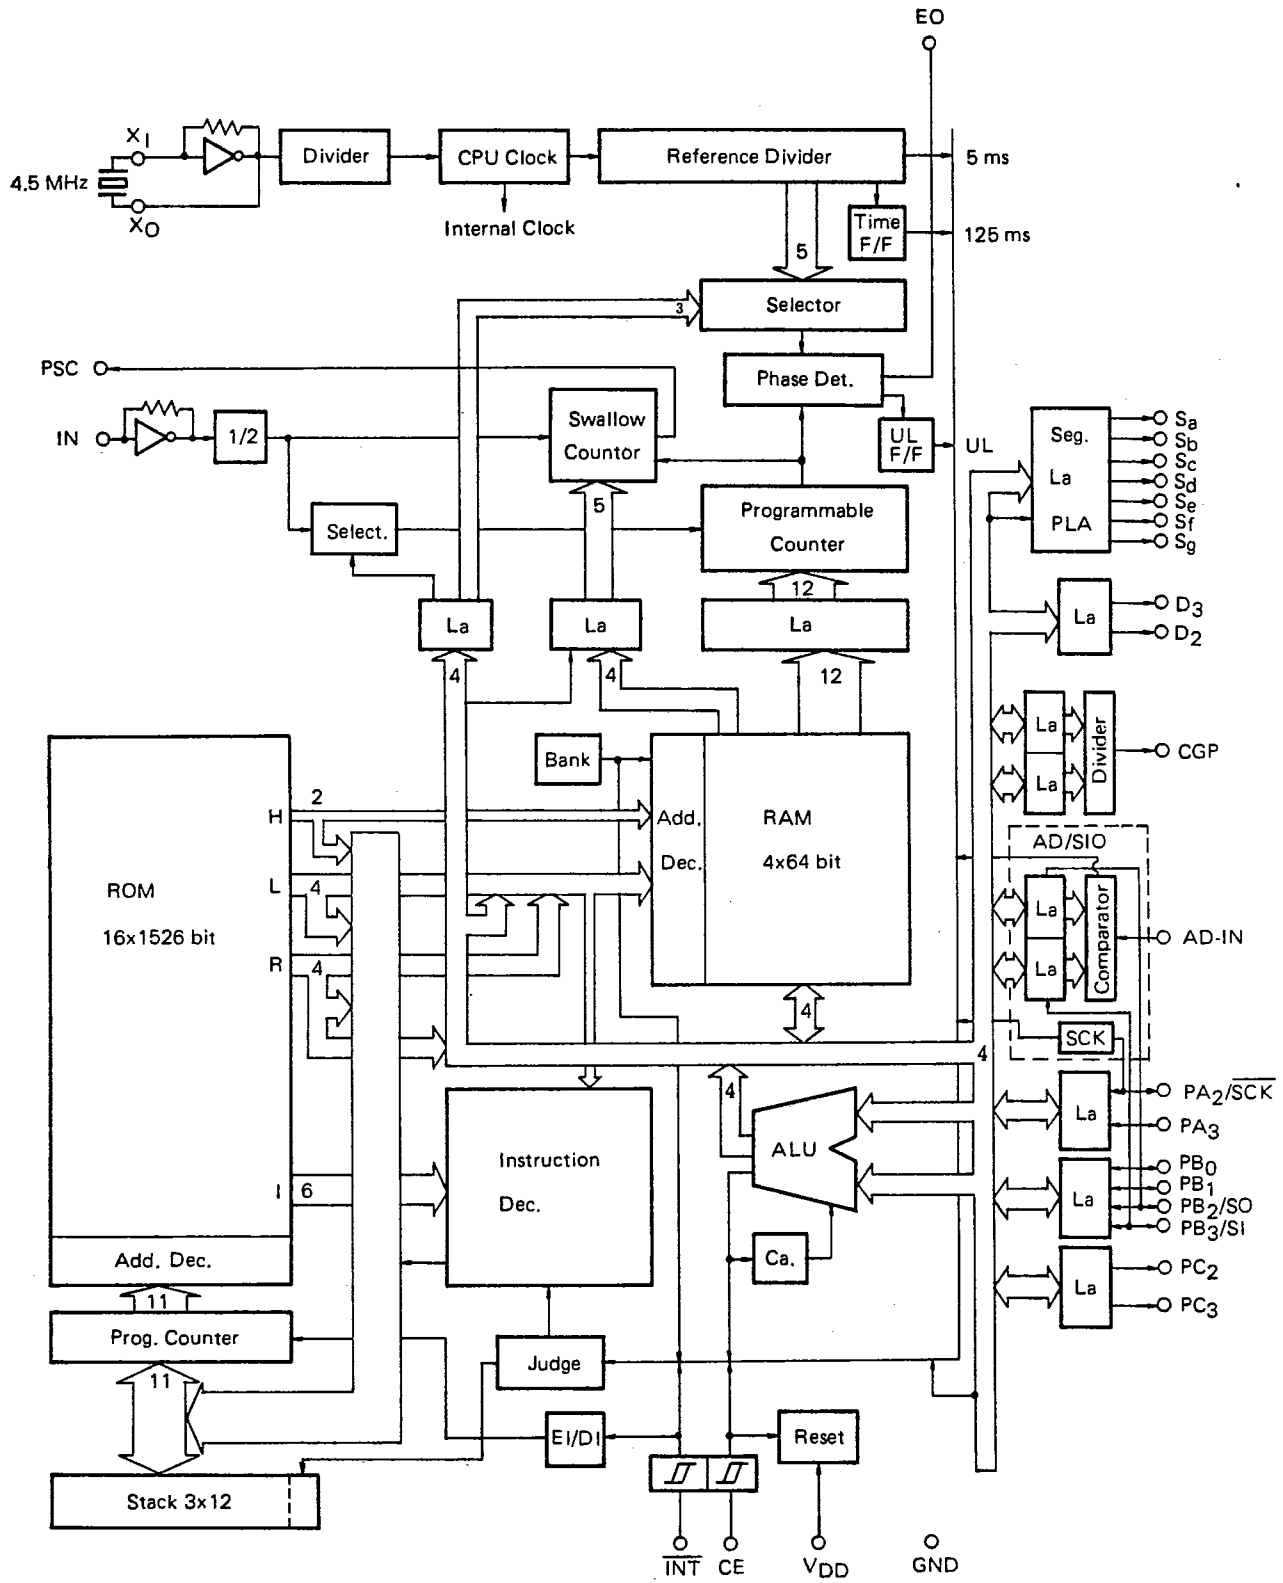 EO
X1
4.5 MHz
XO
Divider
CPU Clock
Reference Divider
5 ms
Internal Clock
Time
F/F
125 ms
5
Selector
3
PSC
Phase Det.
Swallow
Countor
IN
1/2
UL
F/F
UL
Seg.
La
PLA
Sa
Sb
Sc
Sd
Se
Sf
Sg
5
Select.
Programmable
Counter
12
La
La
La
La
D3
D2
4
4
12
Bank
La
La
Divider
CGP
ROM
16x1526 bit
H
2
L
4
R
4
I
6
Add.
Dec.
RAM
4x64 bit
AD/SIO
La
La
Comparator
AD-IN
SCK
4
4
4
Instruction
Dec.
ALU
La
PA2/SCK
PA3
La
PB0
PB1
PB2/SO
PB3/SI
Add. Dec.
Ca.
La
PC2
PC3
11
Prog. Counter
11
Judge
EI/DI
Reset
Stack 3x12
INT
CE
VDD
GND